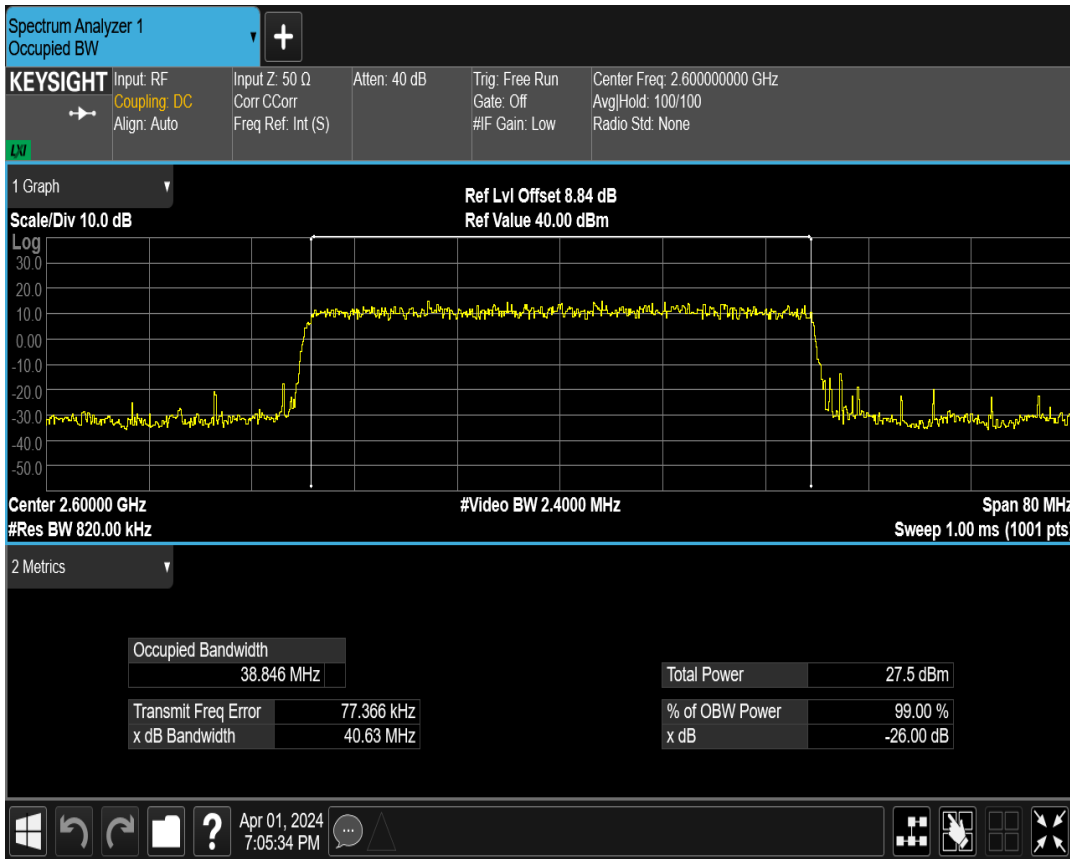 Spectrum Analyzer 1
Occupied BW
+
KEYSIGHT
LXI
Input: RF
Coupling: DC
Align: Auto
Input Z: 50 Ω
Corr CCorr
Freq Ref: Int (S)
Atten: 40 dB
Trig: Free Run
Gate: Off
#IF Gain: Low
Center Freq: 2.600000000 GHz
Avg|Hold: 100/100
Radio Std: None
1 Graph
Ref Lvl Offset 8.84 dB
Scale/Div 10.0 dB
Ref Value 40.00 dBm
Log
30.0
20.0
10.0
0.00
-10.0
-20.0
-30.0
-40.0
-50.0
Center 2.60000 GHz
#Video BW 2.4000 MHz
Span 80 MHz
#Res BW 820.00 kHz
Sweep 1.00 ms (1001 pts)
2 Metrics
Occupied Bandwidth
38.846 MHz
Total Power 27.5 dBm
Transmit Freq Error 77.366 kHz
% of OBW Power 99.00 %
x dB Bandwidth 40.63 MHz
x dB -26.00 dB
?
Apr 01, 2024
7:05:34 PM